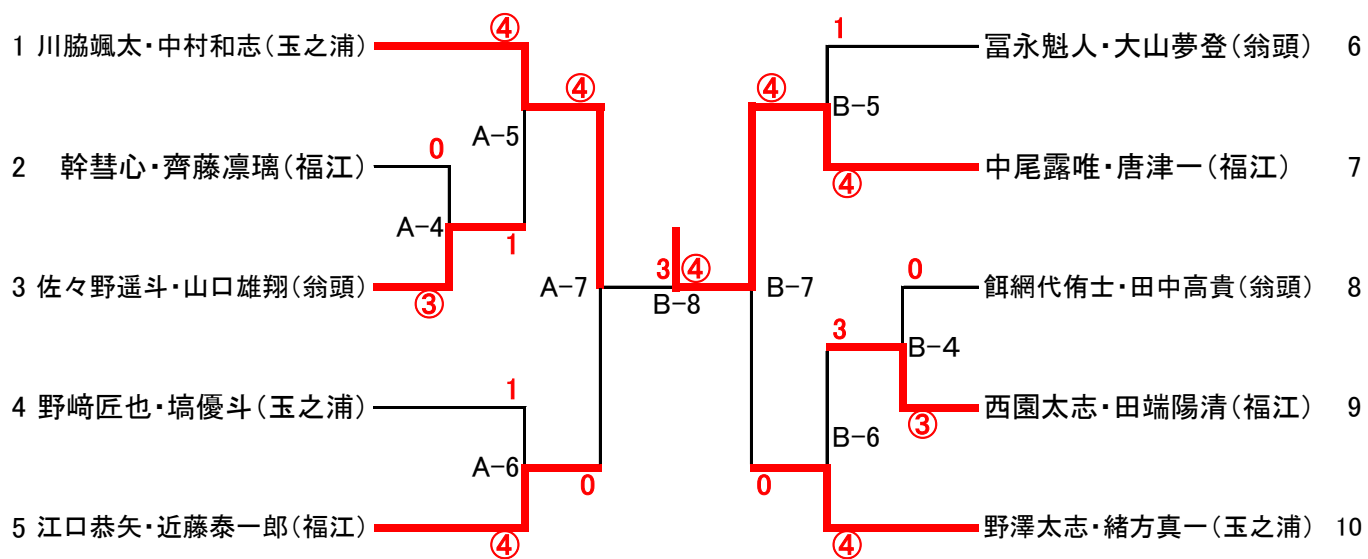 ④
1 川脇颯太・中村和志(玉之浦)
④
A-5
0
2 幹彗心・齊藤凛璃(福江)
A-4
1
3 佐々野遥斗・山口雄翔(翁頭)
③
A-7
1
4 野﨑匠也・塙優斗(玉之浦)
A-6
0
5 江口恭矢・近藤泰一郎(福江)
④
3 ④
B-8
1
冨永魁人・大山夢登(翁頭) 6
④
B-5
中尾露唯・唐津一(福江) 7
④
B-7
0
餌網代侑士・田中高貴(翁頭) 8
3
B-4
西園太志・田端陽清(福江) 9
③
B-6
0
野澤太志・緒方真一(玉之浦) 10
④